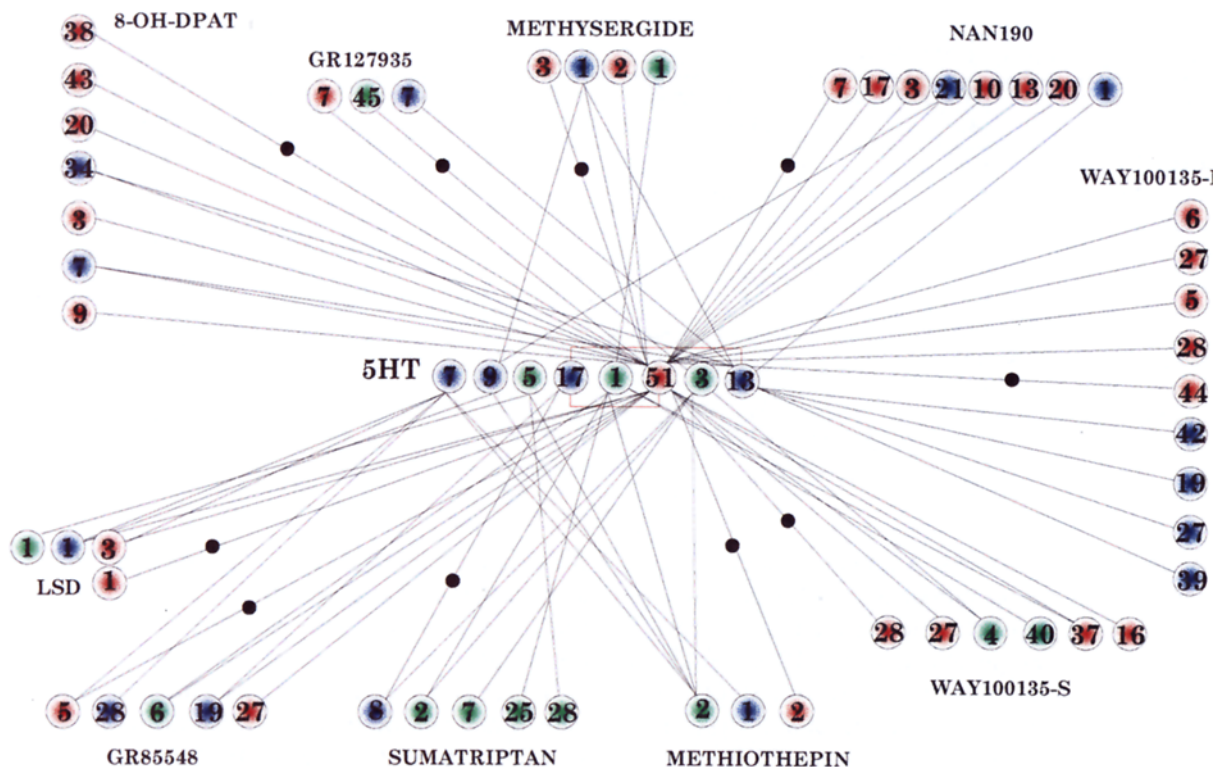 8-OH-DPAT
38
43
20
34
3
7
9
GR127935
7 45 7
METHYSERGIDE
3 1 2 1
NAN190
7 17 3 21 10 13 20 1
WAY100135-
6
27
5
28
44
42
19
27
39
5HT 7 9 5 17 1 51 3 13
1 1 3
LSD 1
5 28 6 19 27
GR85548
8 2 7 25 28
SUMATRIPTAN
2 1 2
METHIOTHEPIN
28 27 4 40 37 16
WAY100135-S